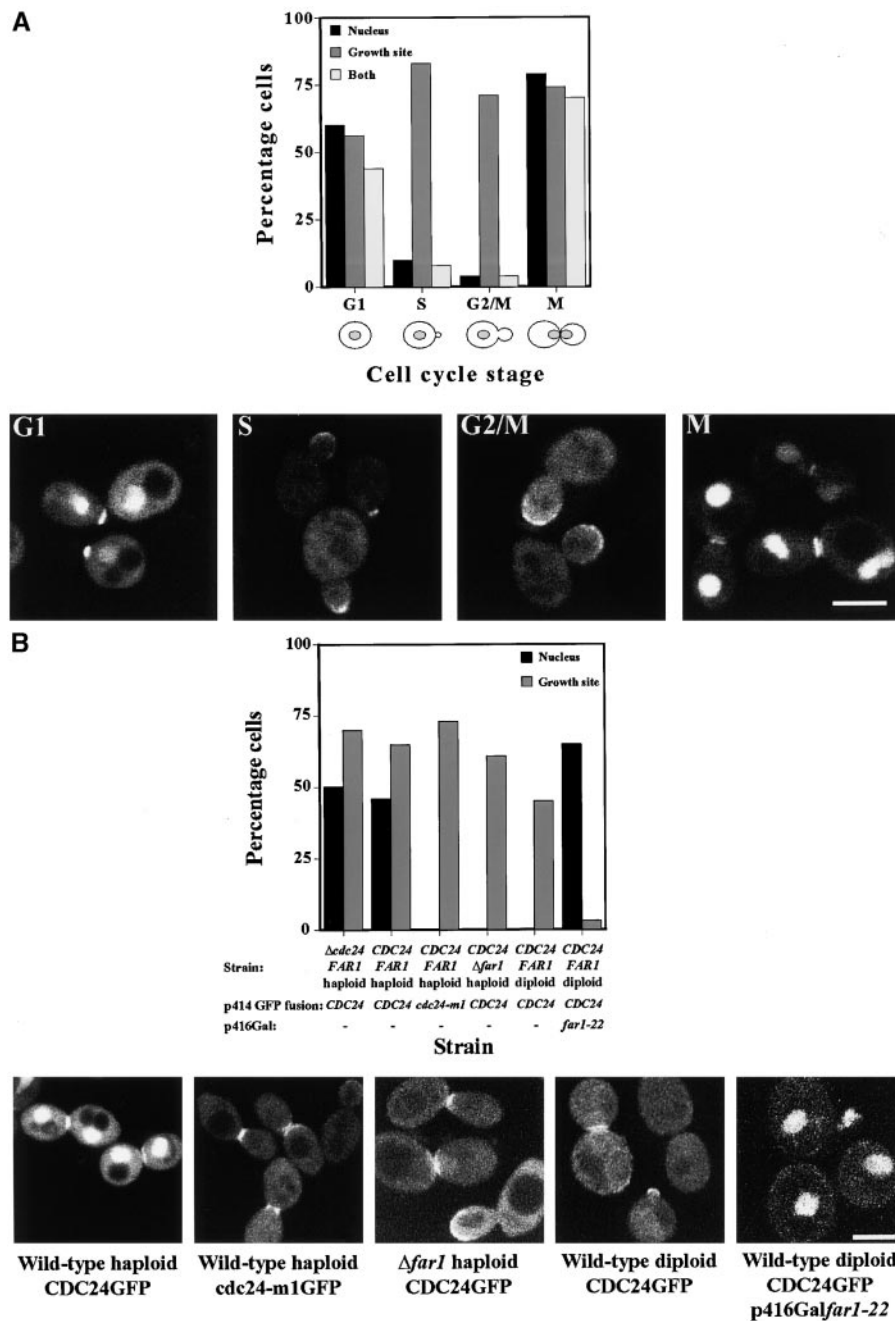 A
Percentage cells
100
75
50
25
0
Nucleus
Growth site
Both
G1 S G2/M M
Cell cycle stage
G1 S G2/M M
B
Percentage cells
100
75
50
25
0
Nucleus
Growth site
Δcdc24 CDC24 CDC24 CDC24 CDC24 CDC24
Strain: FAR1 FAR1 FAR1 Δfar1 FAR1 FAR1
haploid haploid haploid haploid diploid diploid
p414 GFP fusion: CDC24 CDC24 cdc24-m1 CDC24 CDC24 CDC24
p416Gal: - - - - - far1-22
Strain
Wild-type haploid
CDC24GFP
Wild-type haploid
cdc24-m1GFP
Δfar1 haploid
CDC24GFP
Wild-type diploid
CDC24GFP
Wild-type diploid
CDC24GFP
p416Galfar1-22